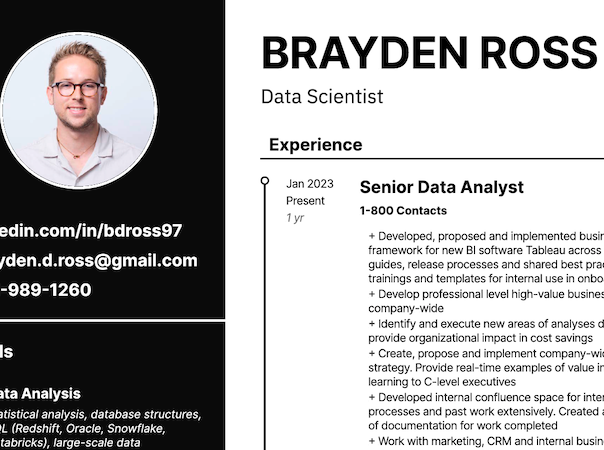 BRAYDEN ROSS
Data Scientist
edin.com/in/bdross97
yden.d.ross@gmail.com
-989-1260
ls
ata Analysis
atistical analysis, database structures,
QL (Redshift, Oracle, Snowflake,
tabricks), large-scale data
Experience
Jan 2023
Present
1 yr
Senior Data Analyst
1-800 Contacts
+ Developed, proposed and implemented busin
framework for new BI software Tableau across
guides, release processes and shared best prac
trainings and templates for internal use in onbo
+ Develop professional level high-value busines
company-wide
+ Identify and execute new areas of analyses d
provide organizational impact in cost savings
+ Create, propose and implement company-wid
strategy. Provide real-time examples of value in
learning to C-level executives
+ Developed internal confluence space for inter
processes and past work extensively. Created a
of documentation for work completed
+ Work with marketing, CRM and internal busin